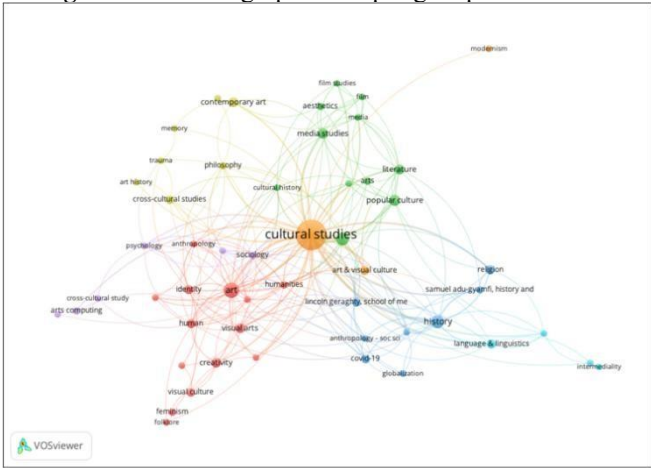 modernism
film studies
film
contemporary art
aesthetics
media
memory
media studies
trauma
philosophy
literature
art history
arts
cultural history
cross-cultural studies
popular culture
cultural studies
psychology
anthropology
sociology
art & visual culture
religion
identity
art
humanities
samuel adu-gyamfi, history and
cross-cultural study
lincoln geraghty, school of me
arts computing
human
visual arts
history
anthropology - soc sci
language & linguistics
creativity
covid-19
intermediality
globalization
visual culture
feminism
folklore
VOSviewer